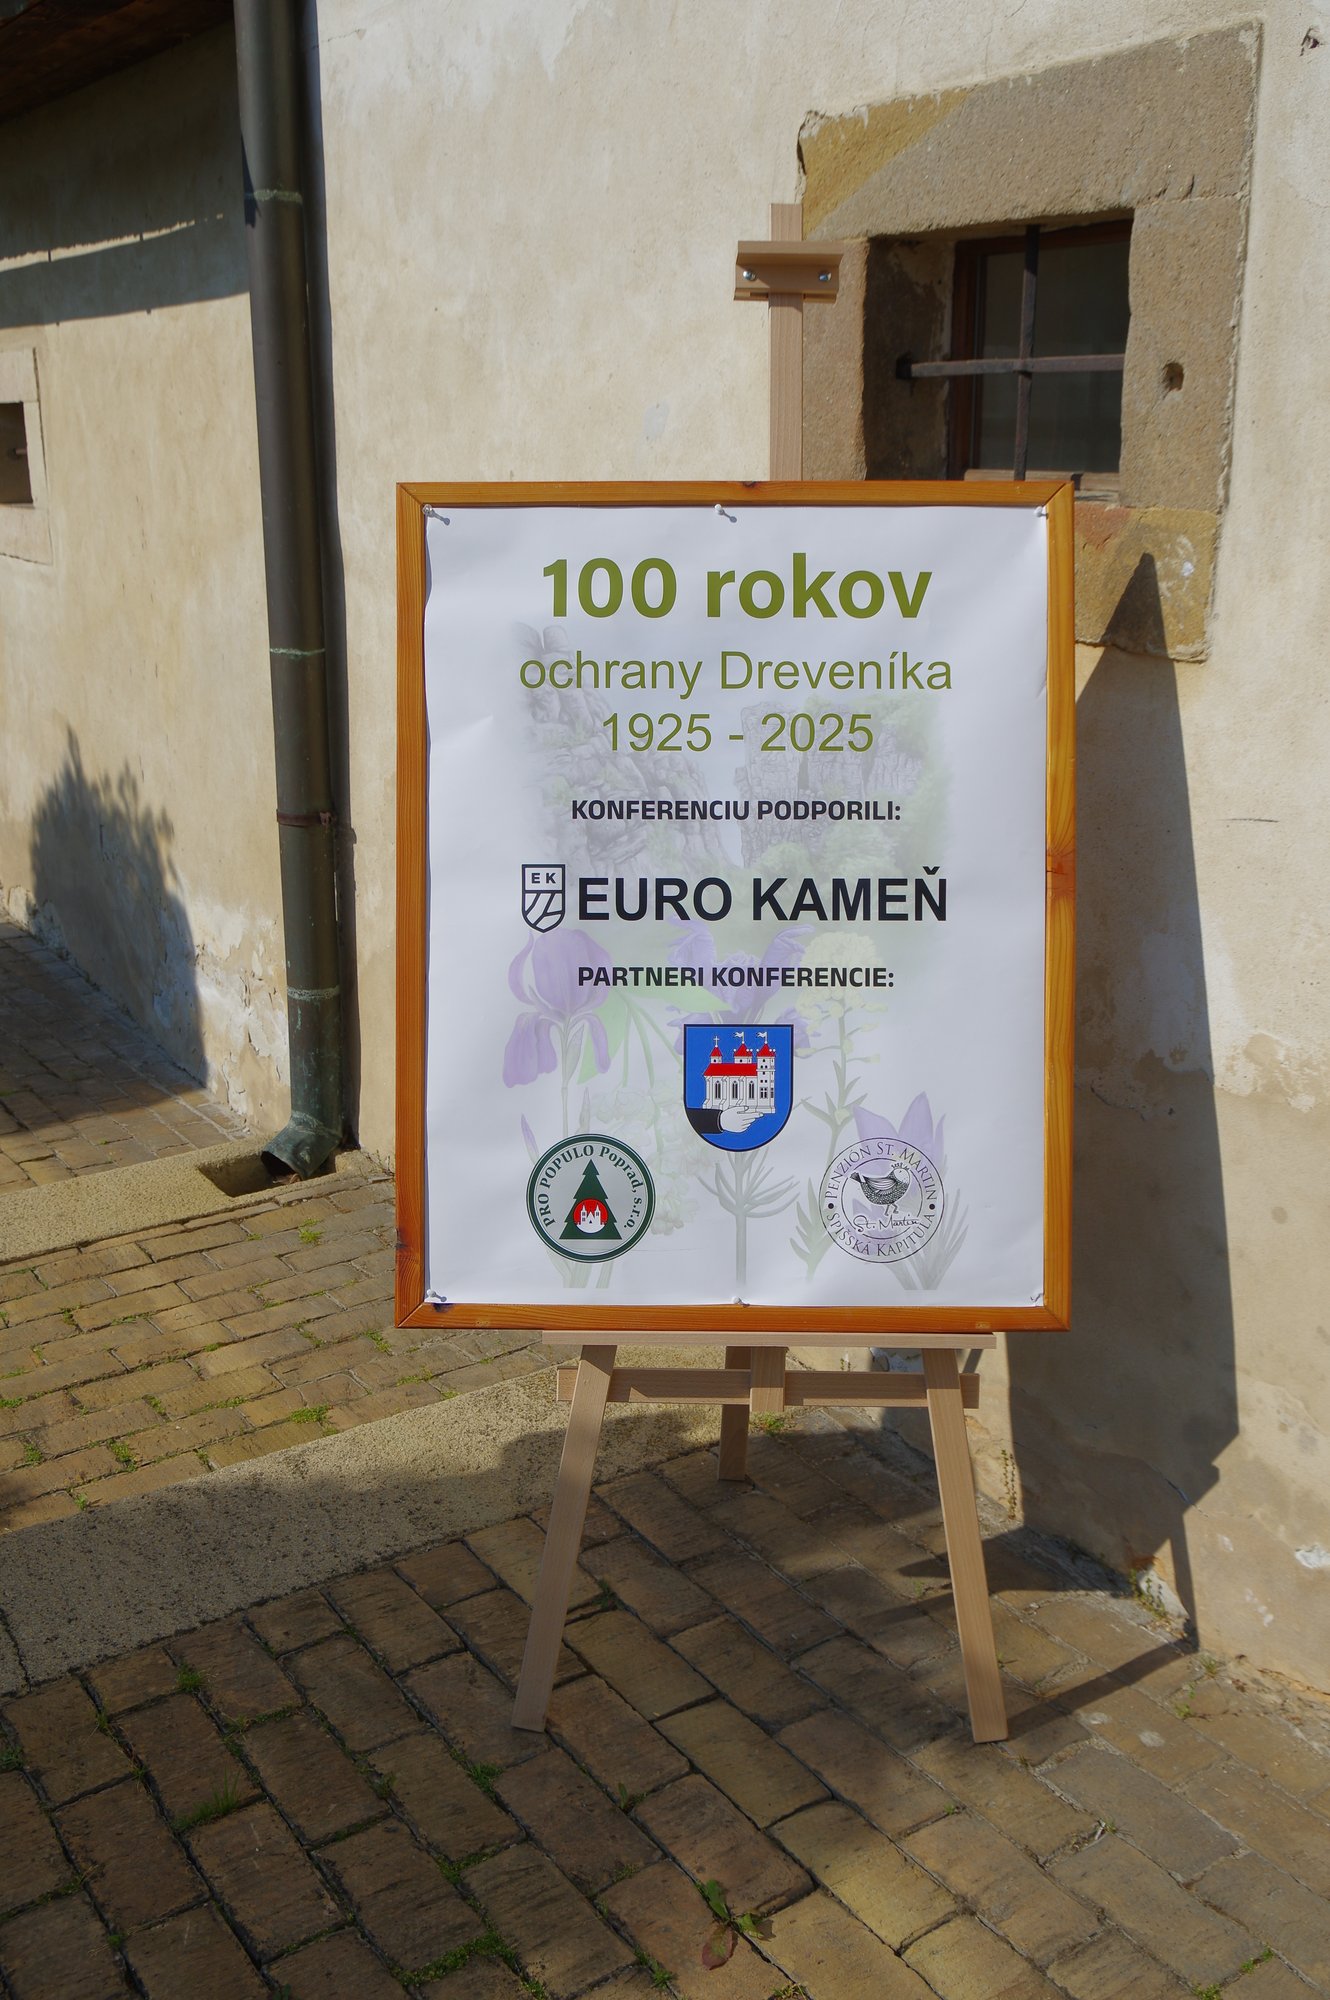 100 rokov
ochrany Dreveníka
1925 - 2025
KONFERENCIU PODPORILI:
EK
EURO KAMEŇ
PARTNERI KONFERENCIE:
PRO POPULO Poprad, s.r.o.
PENZIÓN ST. MARTIN
St. Martin
SPIŠSKÁ KAPITULA